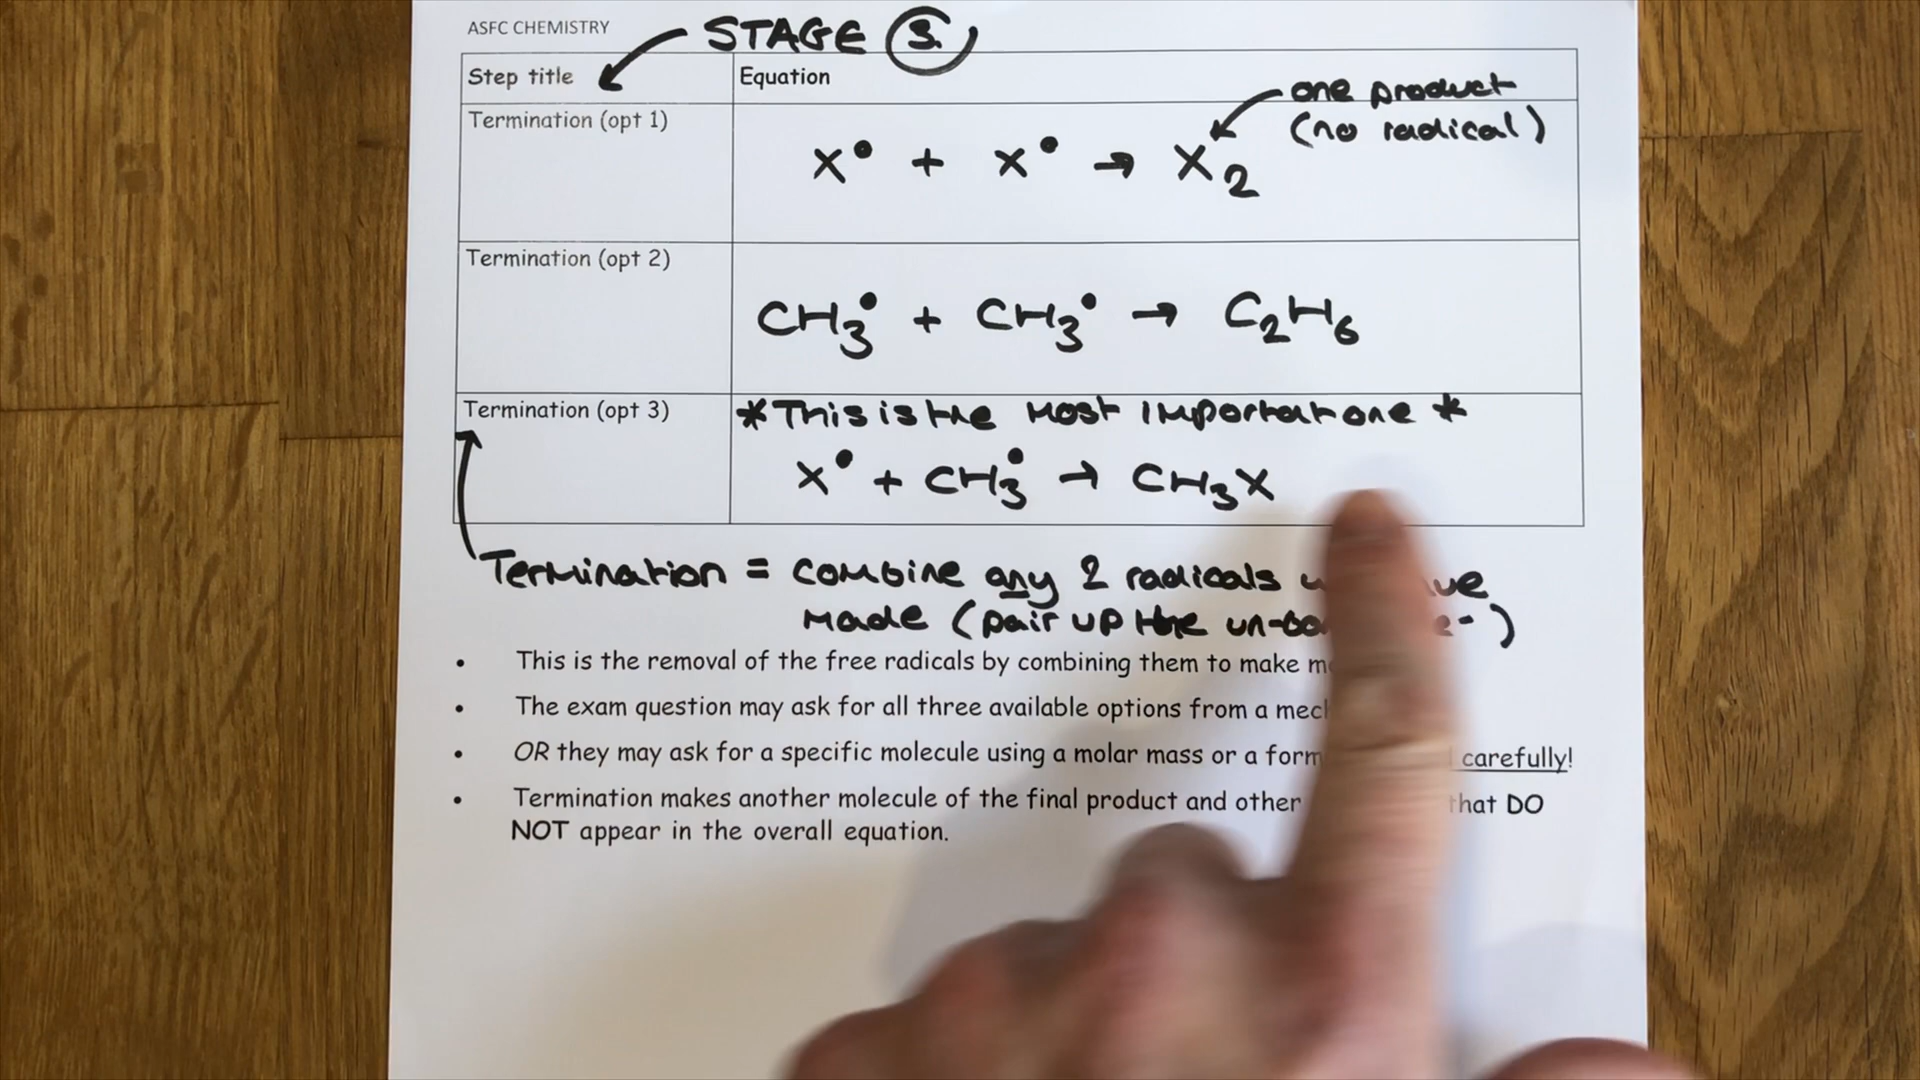 ASFC CHEMISTRY
STAGE 3.
Step title Equation
one product
(no radical)
Termination (opt 1)
X• + X• → X₂
Termination (opt 2)
CH₃• + CH₃• → C₂H₆
Termination (opt 3)
*This is the most important one *
X• + CH₃• → CH₃X
Termination = combine any 2 radicals
made (pair up the e-)
This is the removal of the free radicals by combining them to make
The exam question may ask for all three available options from a
OR they may ask for a specific molecule using a molar mass or a carefully!
Termination makes another molecule of the final product and other that DO
NOT appear in the overall equation.